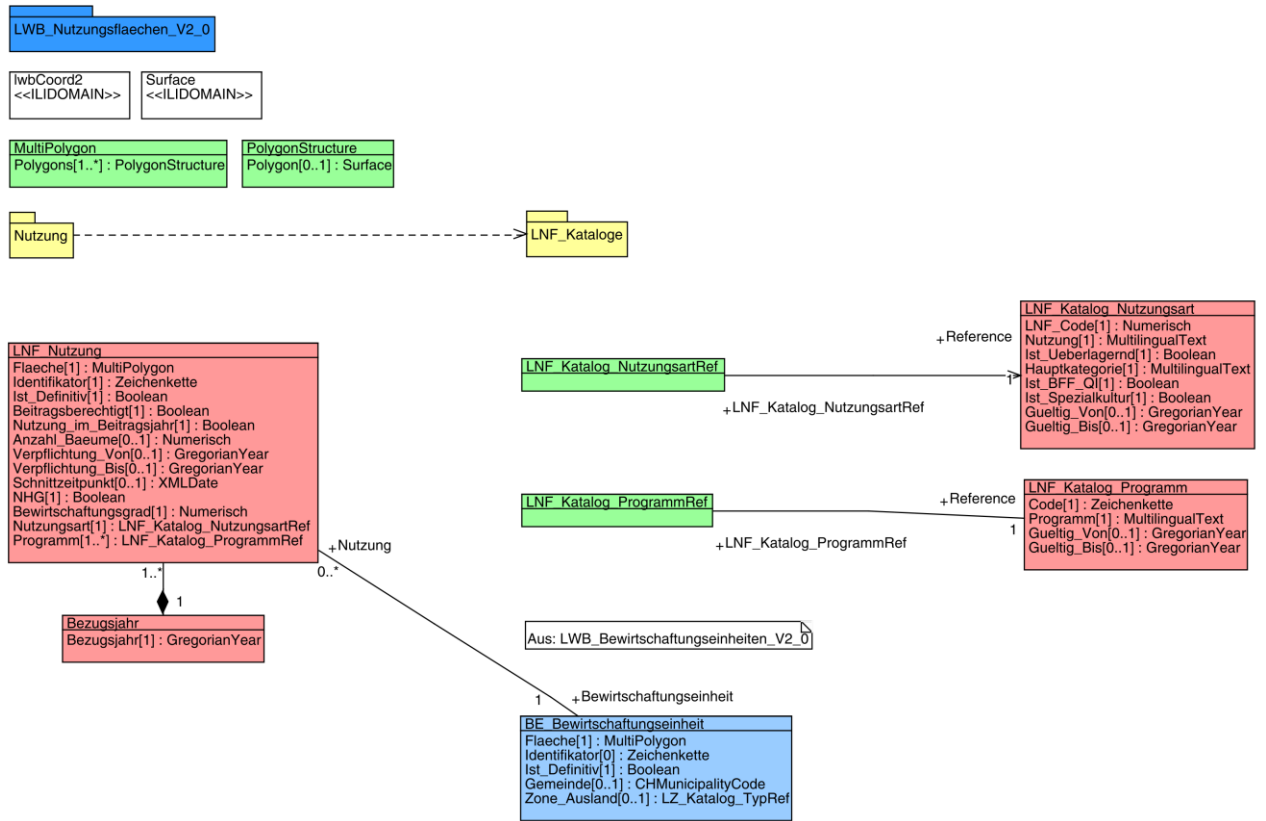 LWB_Nutzungsflaechen_V2_0
lwbCoord2
<<ILIDOMAIN>>
Surface
<<ILIDOMAIN>>
MultiPolygon
Polygons[1..*] : PolygonStructure
PolygonStructure
Polygon[0..1] : Surface
Nutzung
LNF_Kataloge
LNF_Nutzung
Flaeche[1] : MultiPolygon
Identifikator[1] : Zeichenkette
Ist_Definitiv[1] : Boolean
Beitragsberechtigt[1] : Boolean
Nutzung_im_Beitragsjahr[1] : Boolean
Anzahl_Baeume[0..1] : Numerisch
Verpflichtung_Von[0..1] : GregorianYear
Verpflichtung_Bis[0..1] : GregorianYear
Schnittzeitpunkt[0..1] : XMLDate
NHG[1] : Boolean
Bewirtschaftungsgrad[1] : Numerisch
Nutzungsart[1] : LNF_Katalog_NutzungsartRef
Programm[1..*] : LNF_Katalog_ProgrammRef
LNF_Katalog_NutzungsartRef
+Reference
1
+LNF_Katalog_NutzungsartRef
LNF_Katalog_Nutzungsart
LNF_Code[1] : Numerisch
Nutzung[1] : MultilingualText
Ist_Ueberlagernd[1] : Boolean
Hauptkategorie[1] : MultilingualText
Ist_BFF_QI[1] : Boolean
Ist_Spezialkultur[1] : Boolean
Gueltig_Von[0..1] : GregorianYear
Gueltig_Bis[0..1] : GregorianYear
LNF_Katalog_ProgrammRef
+Reference
1
+LNF_Katalog_ProgrammRef
LNF_Katalog_Programm
Code[1] : Zeichenkette
Programm[1] : MultilingualText
Gueltig_Von[0..1] : GregorianYear
Gueltig_Bis[0..1] : GregorianYear
+Nutzung
0..*
1..*
1
Bezugsjahr
Bezugsjahr[1] : GregorianYear
Aus: LWB_Bewirtschaftungseinheiten_V2_0
1
+Bewirtschaftungseinheit
BE_Bewirtschaftungseinheit
Flaeche[1] : MultiPolygon
Identifikator[0] : Zeichenkette
Ist_Definitiv[1] : Boolean
Gemeinde[0..1] : CHMunicipalityCode
Zone_Ausland[0..1] : LZ_Katalog_TypRef